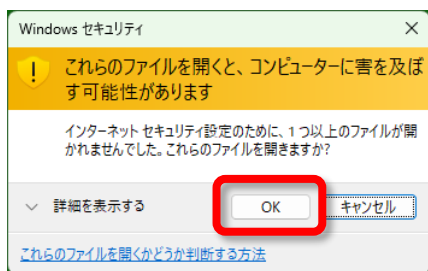 Windows セキュリティ
これらのファイルを開くと、コンピューターに害を及ぼ
す可能性があります
インターネット セキュリティ設定のために、1 つ以上のファイルが開
かれませんでした。これらのファイルを開きますか?
詳細を表示する
OK
キャンセル
これらのファイルを開くかどうか判断する方法